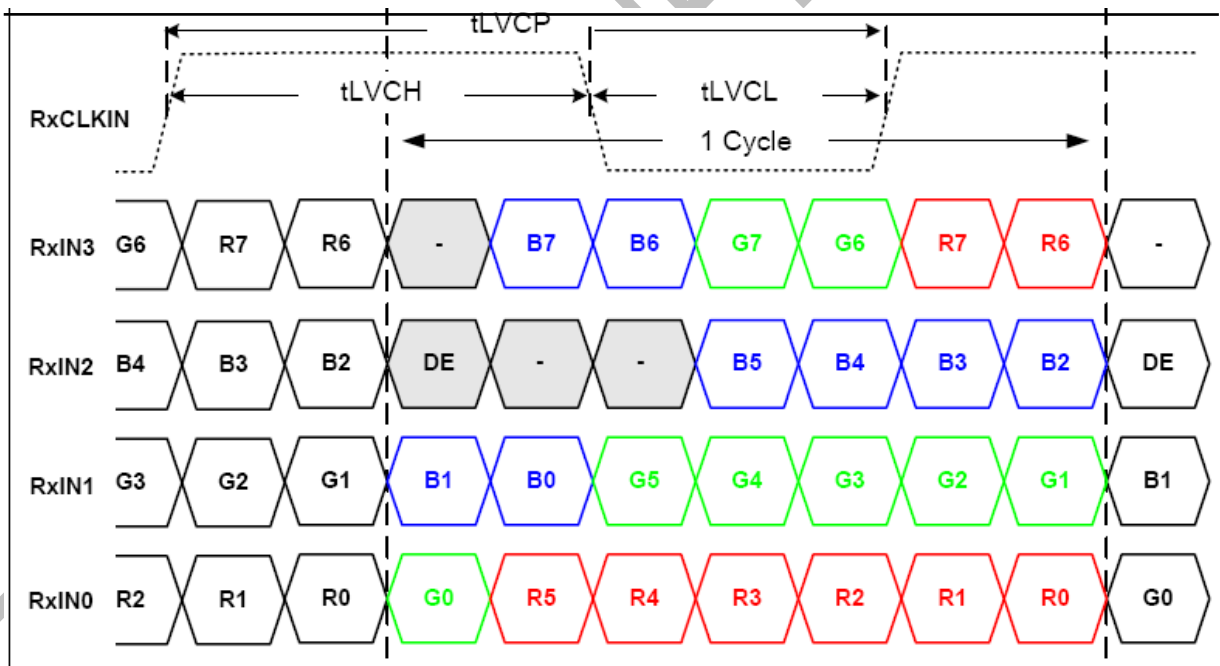 tLVCP
tLVCH tLVCL
RxCLKIN
1 Cycle
RxIN3 G6 R7 R6 - B7 B6 G7 G6 R7 R6 -
RxIN2 B4 B3 B2 DE - - B5 B4 B3 B2 DE
RxIN1 G3 G2 G1 B1 B0 G5 G4 G3 G2 G1 B1
RxIN0 R2 R1 R0 G0 R5 R4 R3 R2 R1 R0 G0